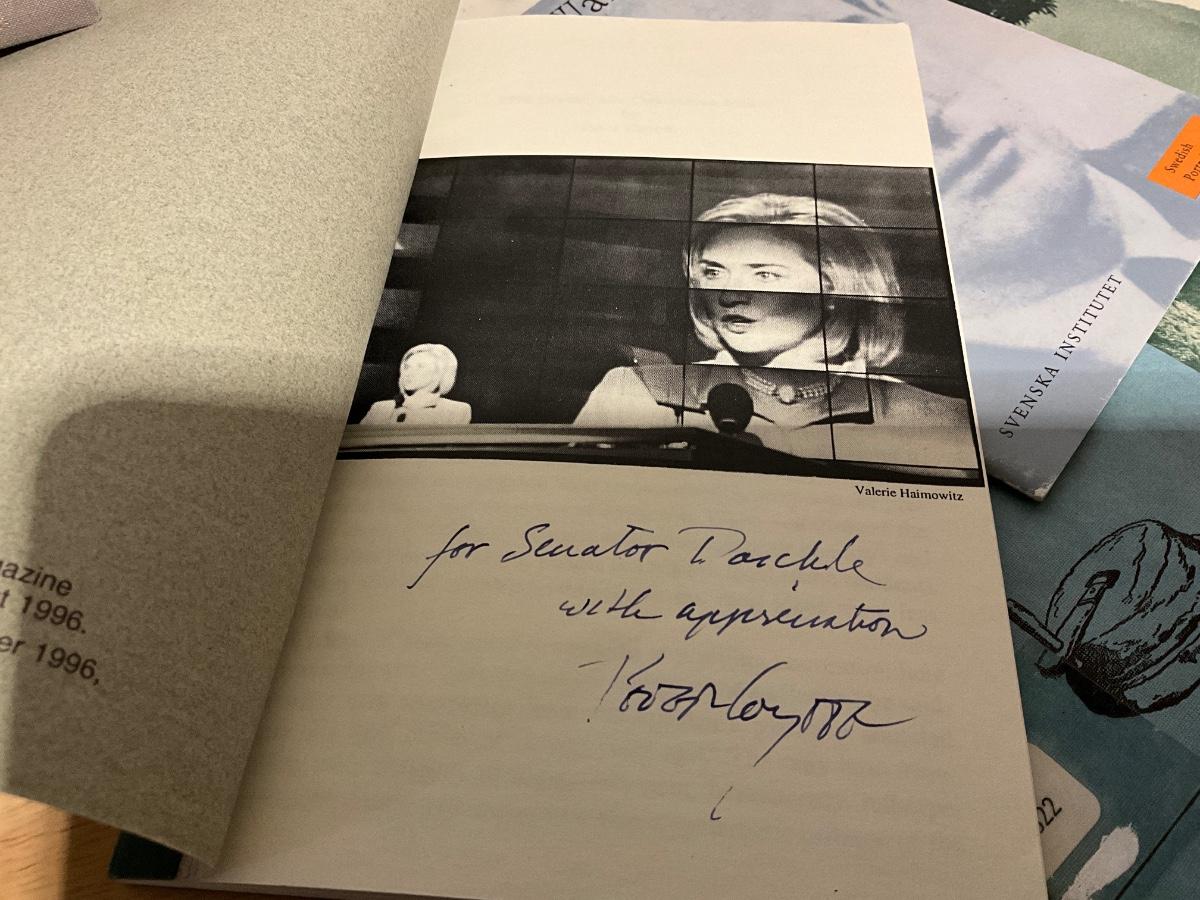 azine
t 1996.
er 1996,
Valerie Haimowitz
for Senator Daschle
with appreciation
SVENSKA INSTITUTET
Swedish